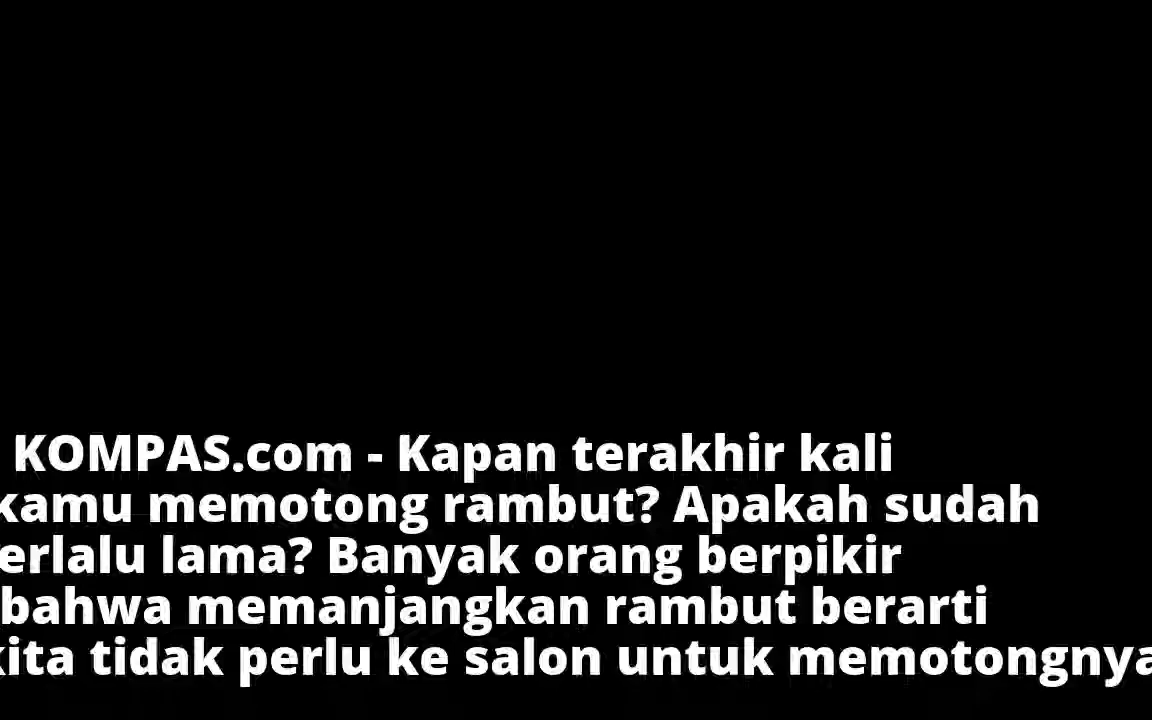 KOMPAS.com - Kapan terakhir kali
kamu memotong rambut? Apakah sudah
erlalu lama? Banyak orang berpikir
bahwa memanjangkan rambut berarti
kita tidak perlu ke salon untuk memotongnya